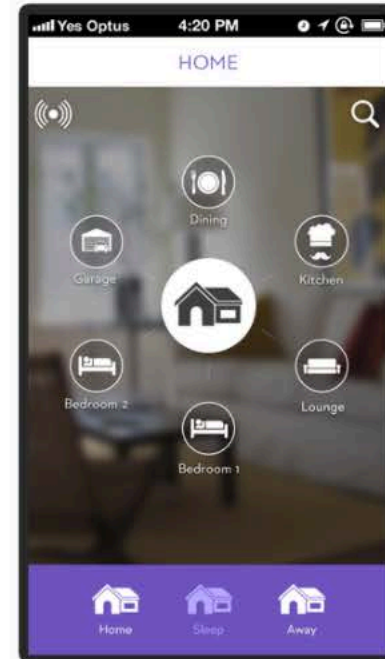 Yes Optus 4:20 PM
HOME
Dining
Garage
Kitchen
Bedroom 2
Lounge
Bedroom 1
Home Sleep Away